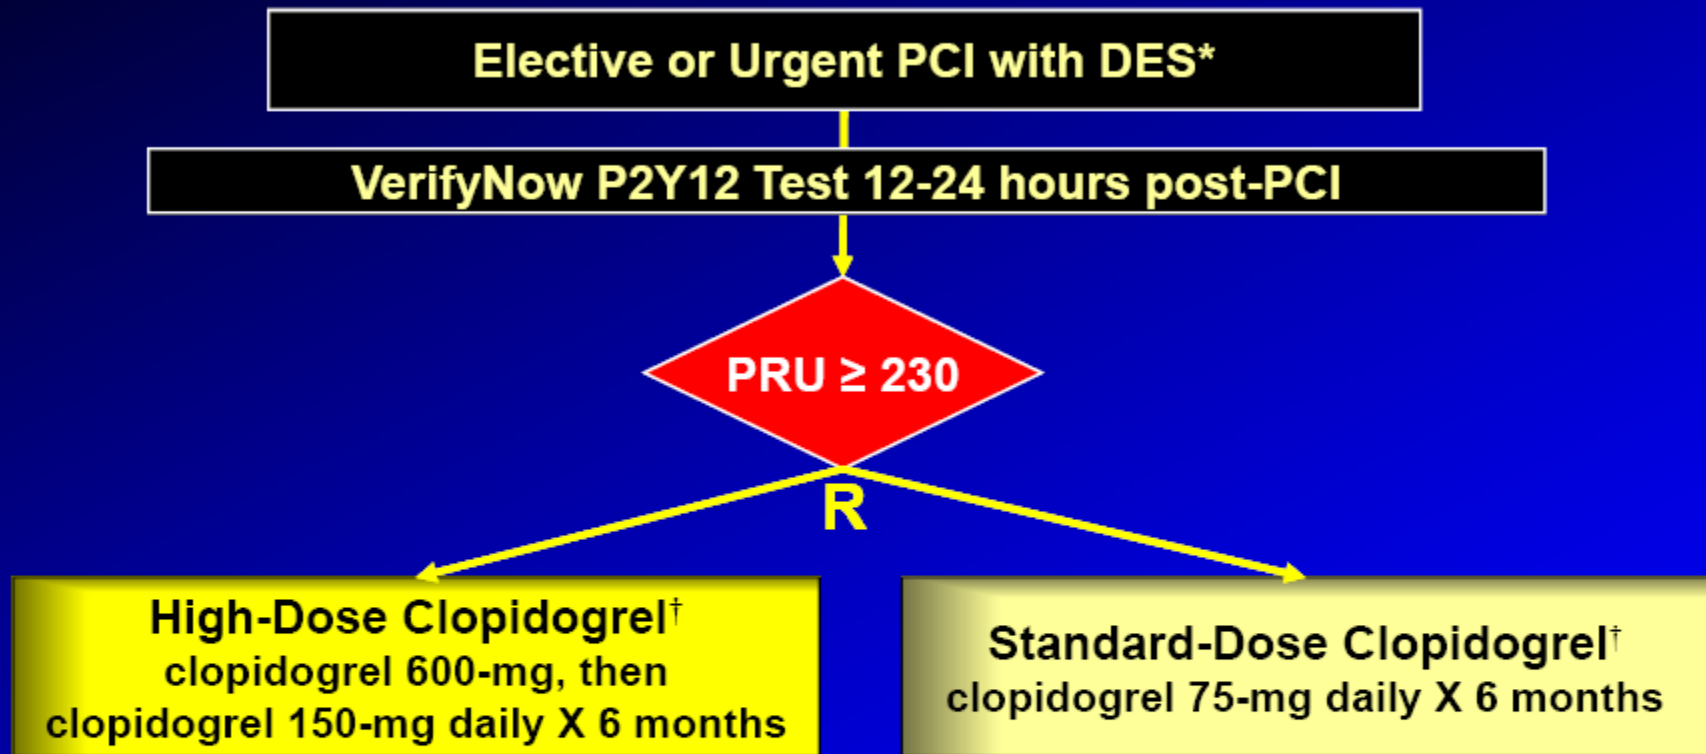 Elective or Urgent PCI with DES*
VerifyNow P2Y12 Test 12-24 hours post-PCI
PRU ≥ 230
R
High-Dose Clopidogrel†
clopidogrel 600-mg, then
clopidogrel 150-mg daily X 6 months
Standard-Dose Clopidogrel†
clopidogrel 75-mg daily X 6 months